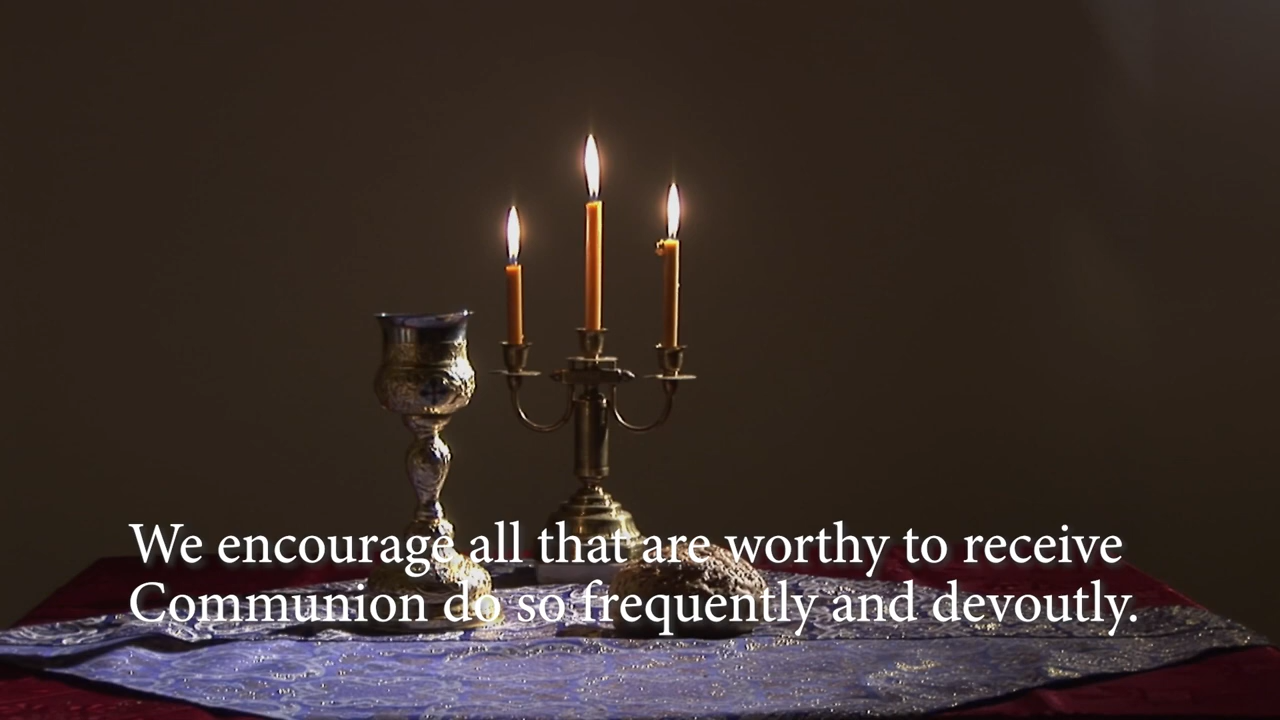 We encourage all that are worthy to receive
Communion do so frequently and devoutly.